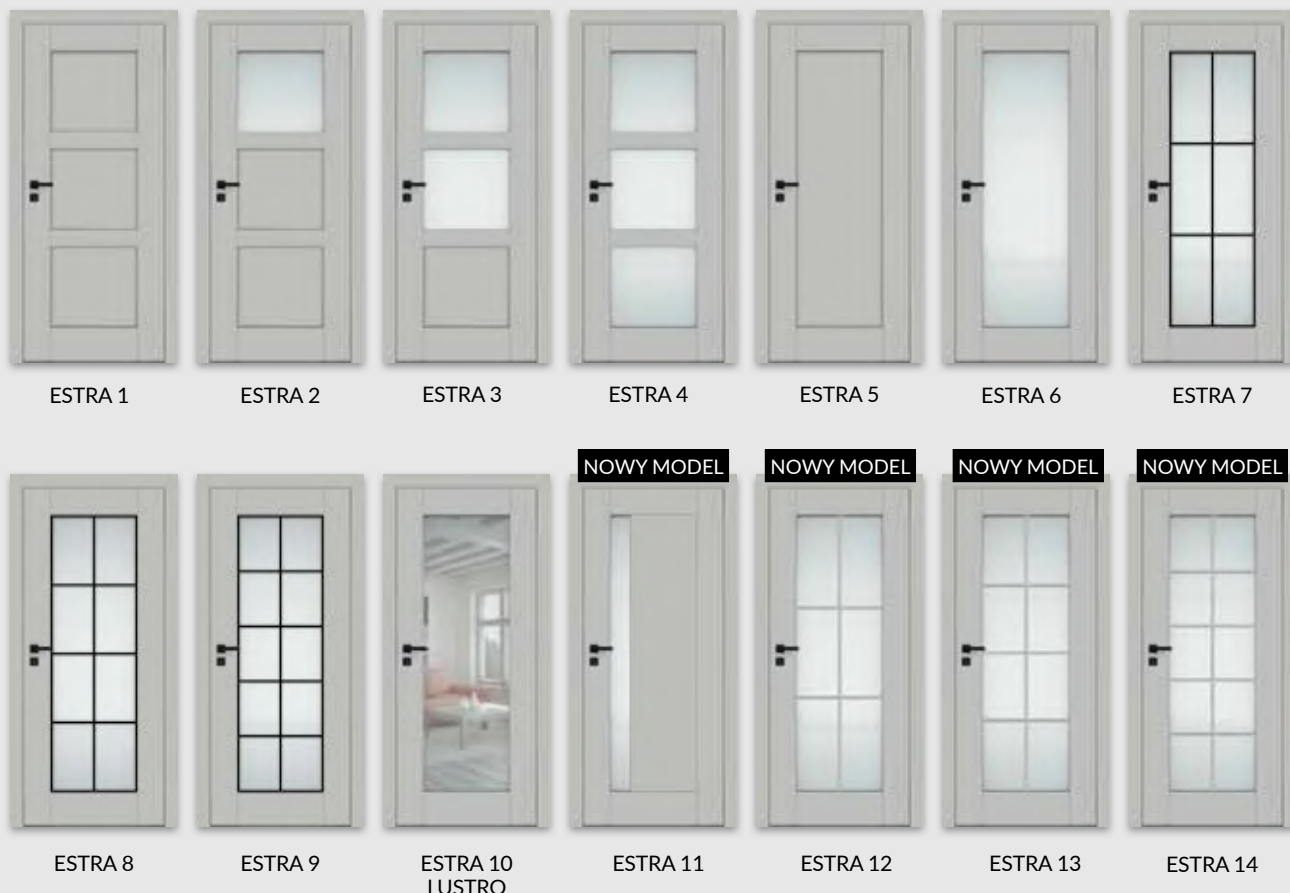 ESTRA 1
ESTRA 2
ESTRA 3
ESTRA 4
ESTRA 5
ESTRA 6
ESTRA 7
NOWY MODEL
NOWY MODEL
NOWY MODEL
NOWY MODEL
ESTRA 8
ESTRA 9
ESTRA 10
LUSTRO
ESTRA 11
ESTRA 12
ESTRA 13
ESTRA 14